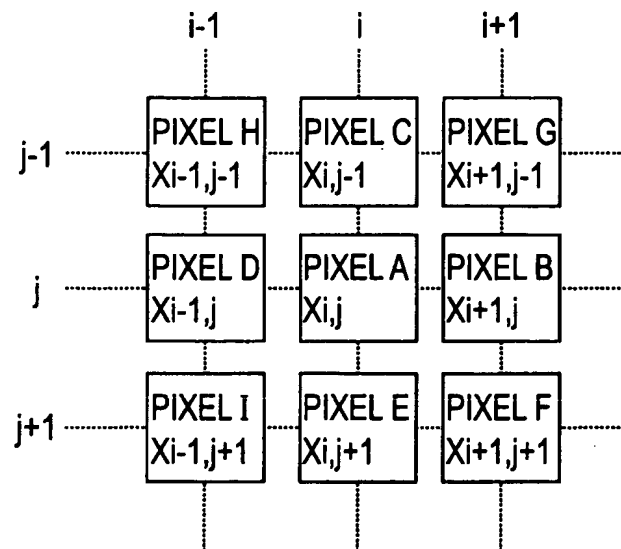 i-1 i i+1
j-1
PIXEL H
Xi-1,j-1
PIXEL C
Xi,j-1
PIXEL G
Xi+1,j-1
j
PIXEL D
Xi-1,j
PIXEL A
Xi,j
PIXEL B
Xi+1,j
j+1
PIXEL I
Xi-1,j+1
PIXEL E
Xi,j+1
PIXEL F
Xi+1,j+1